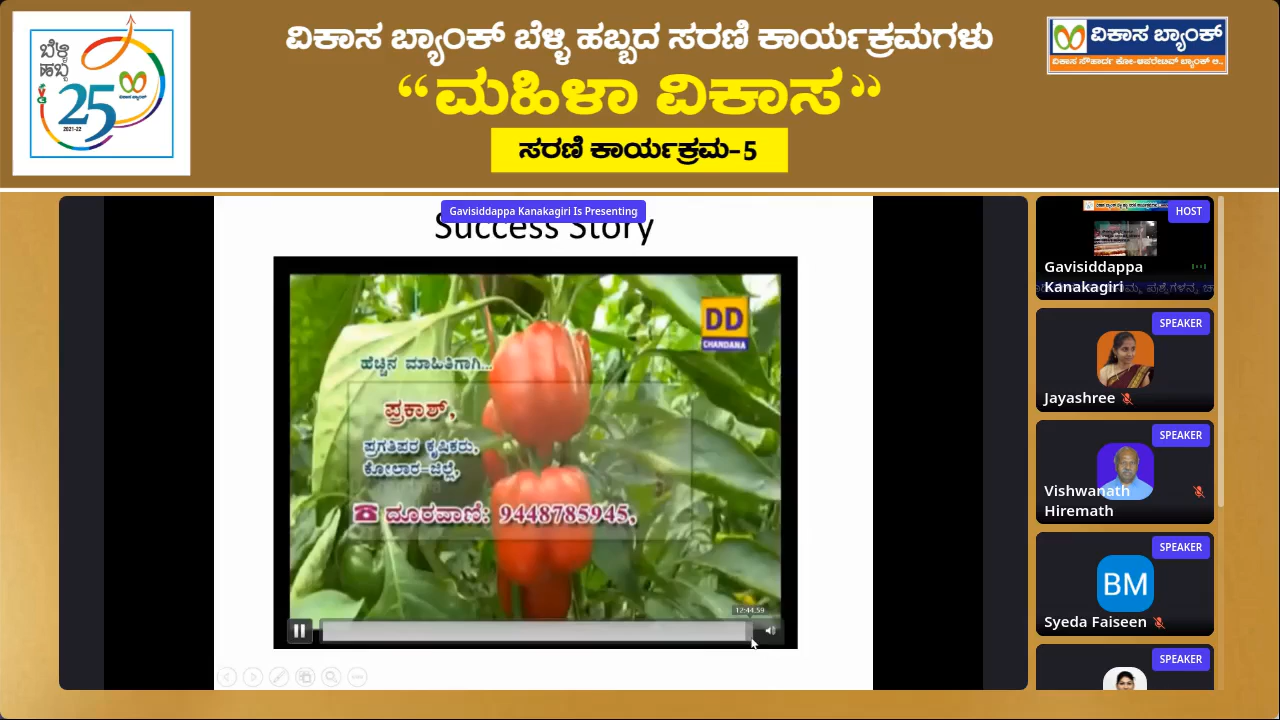 ಬೆಳ್ಳಿ
ಹಬ್ಬ
25
2021-22
ವಿಕಾಸ ಬ್ಯಾಂಕ್ ಬೆಳ್ಳಿ ಹಬ್ಬದ ಸರಣಿ ಕಾರ್ಯಕ್ರಮಗಳು
“ಮಹಿಳಾ ವಿಕಾಸ”
ಸರಣಿ ಕಾರ್ಯಕ್ರಮ-5
ವಿಕಾಸ ಬ್ಯಾಂಕ್
ವಿಕಾಸ ಸೌಹಾರ್ದ ಕೋ-ಆಪರೇಟಿವ್ ಬ್ಯಾಂಕ್ ಲಿ.,
Gavisiddappa Kanakagiri Is Presenting
Success Story
DD
CHANDANA
ಹೆಚ್ಚಿನ ಮಾಹಿತಿಗಾಗಿ...
ಪ್ರಕಾಶ್,
ಪ್ರಗತಿಪರ ಕೃಷಿಕರು,
ಕೋಲಾರ-ಜಿಲ್ಲೆ,
ದೂರವಾಣಿ: 9448785945,
12:44.59
HOST
Gavisiddappa
Kanakagiri
SPEAKER
Jayashree
SPEAKER
Vishwanath
Hiremath
SPEAKER
BM
Syeda Faiseen
SPEAKER